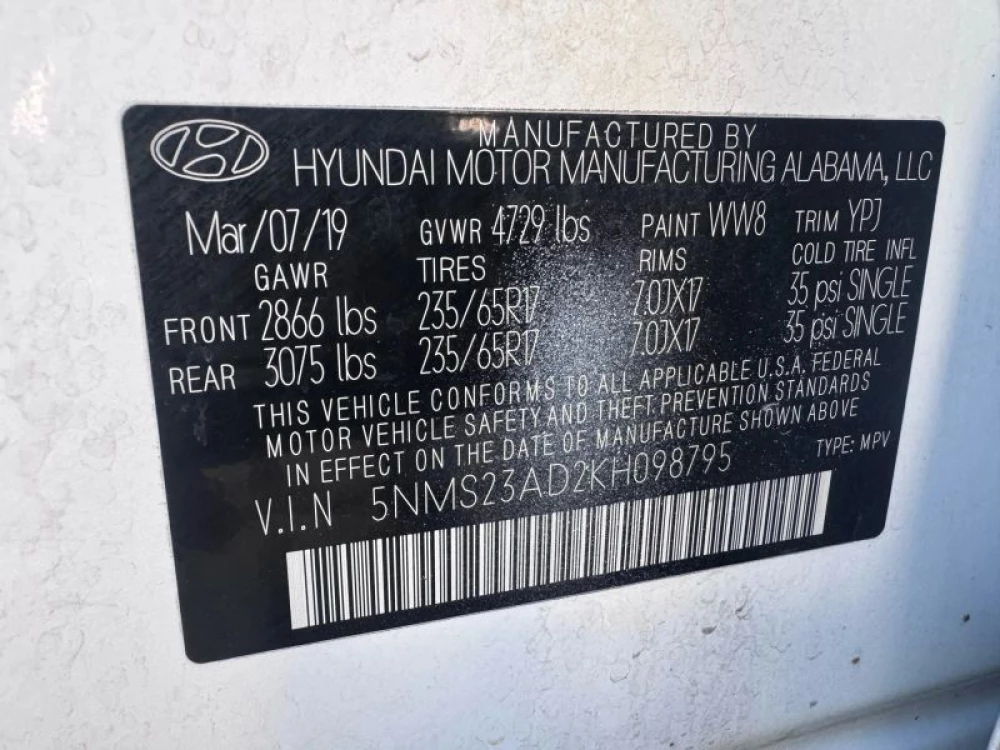 MANUFACTURED BY
HYUNDAI MOTOR MANUFACTURING ALABAMA, LLC
Mar/07/19 GVWR 4729 lbs PAINT WW8 TRIM YPJ
GAWR TIRES RIMS COLD TIRE INFL
FRONT 2866 lbs 235/65R17 7.0JX17 35 psi SINGLE
REAR 3075 lbs 235/65R17 7.0JX17 35 psi SINGLE
THIS VEHICLE CONFORMS TO ALL APPLICABLE U.S.A. FEDERAL
MOTOR VEHICLE SAFETY AND THEFT PREVENTION STANDARDS
IN EFFECT ON THE DATE OF MANUFACTURE SHOWN ABOVE
V.I.N 5NMS23AD2KH098795 TYPE: MPV